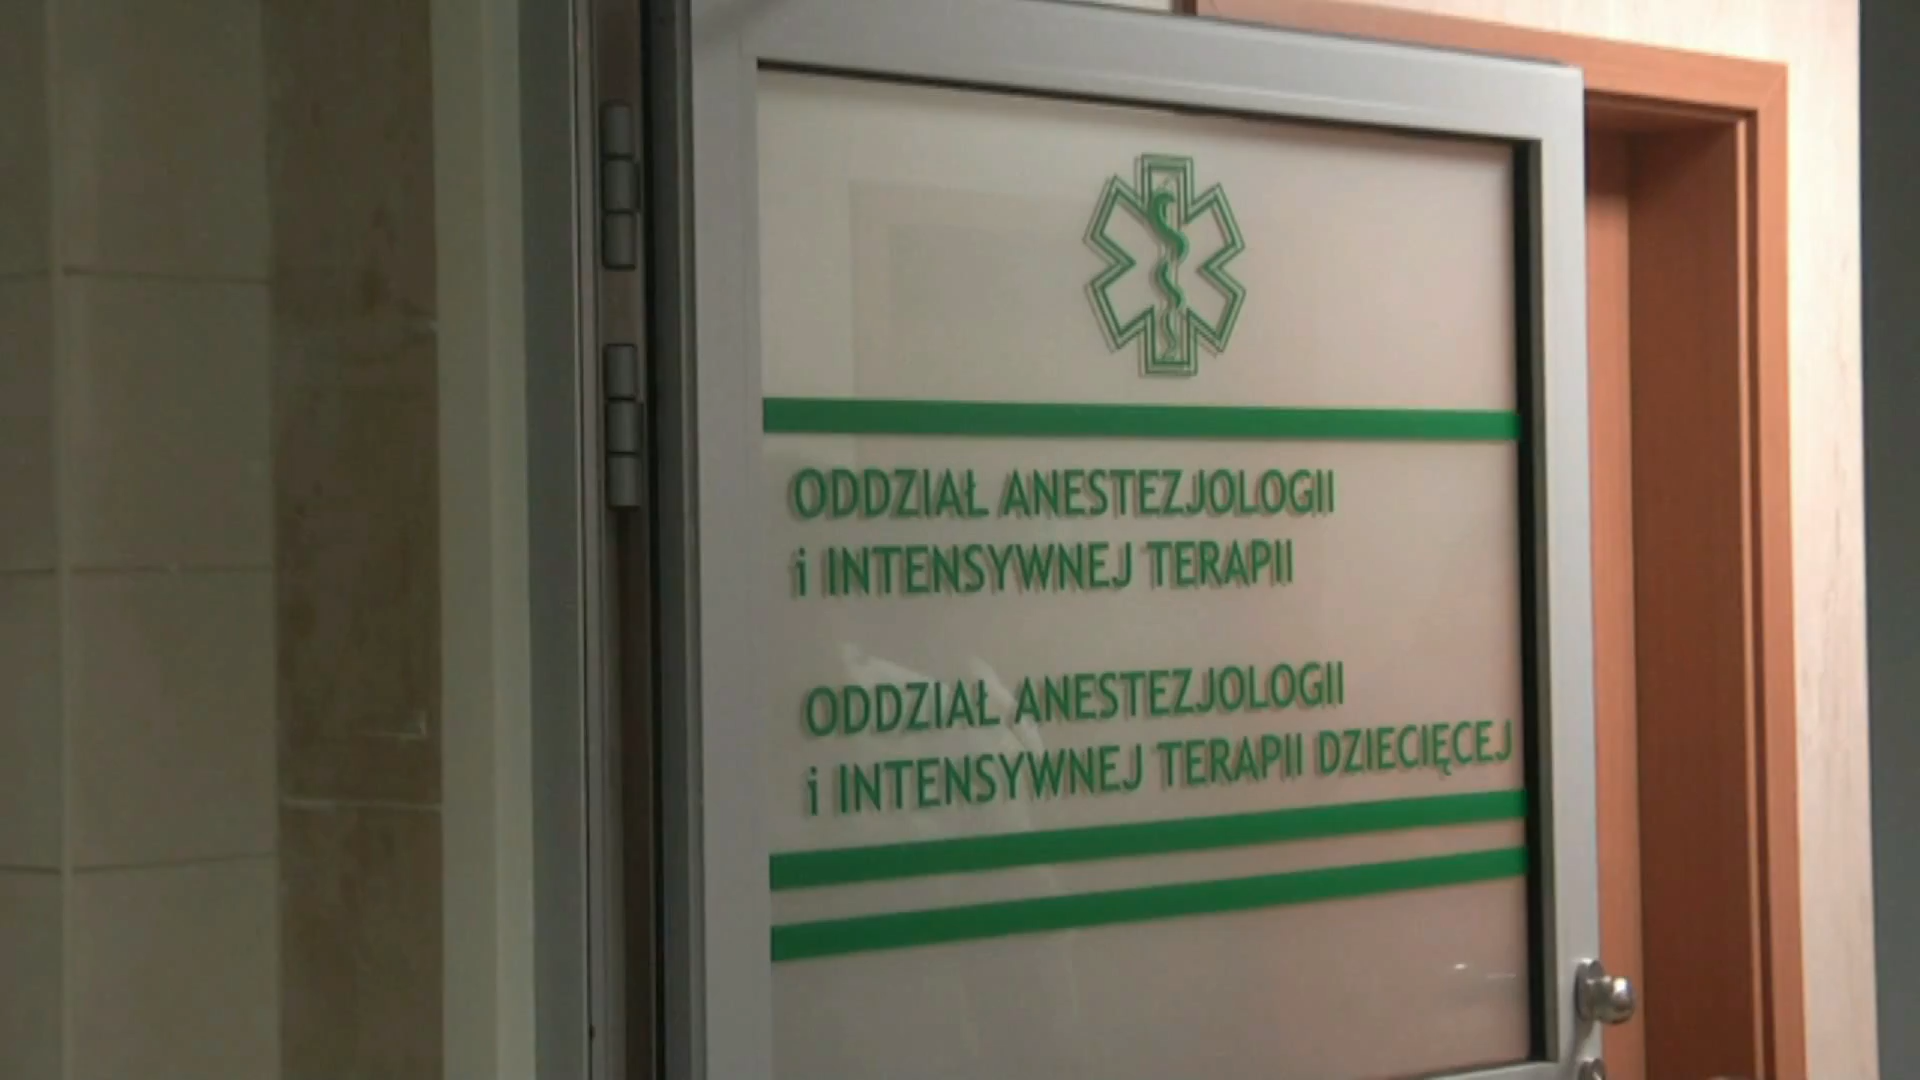 ODDZIAŁ ANESTEZJOLOGII
i INTENSYWNEJ TERAPII
ODDZIAŁ ANESTEZJOLOGII
i INTENSYWNEJ TERAPII DZIECIĘCEJ